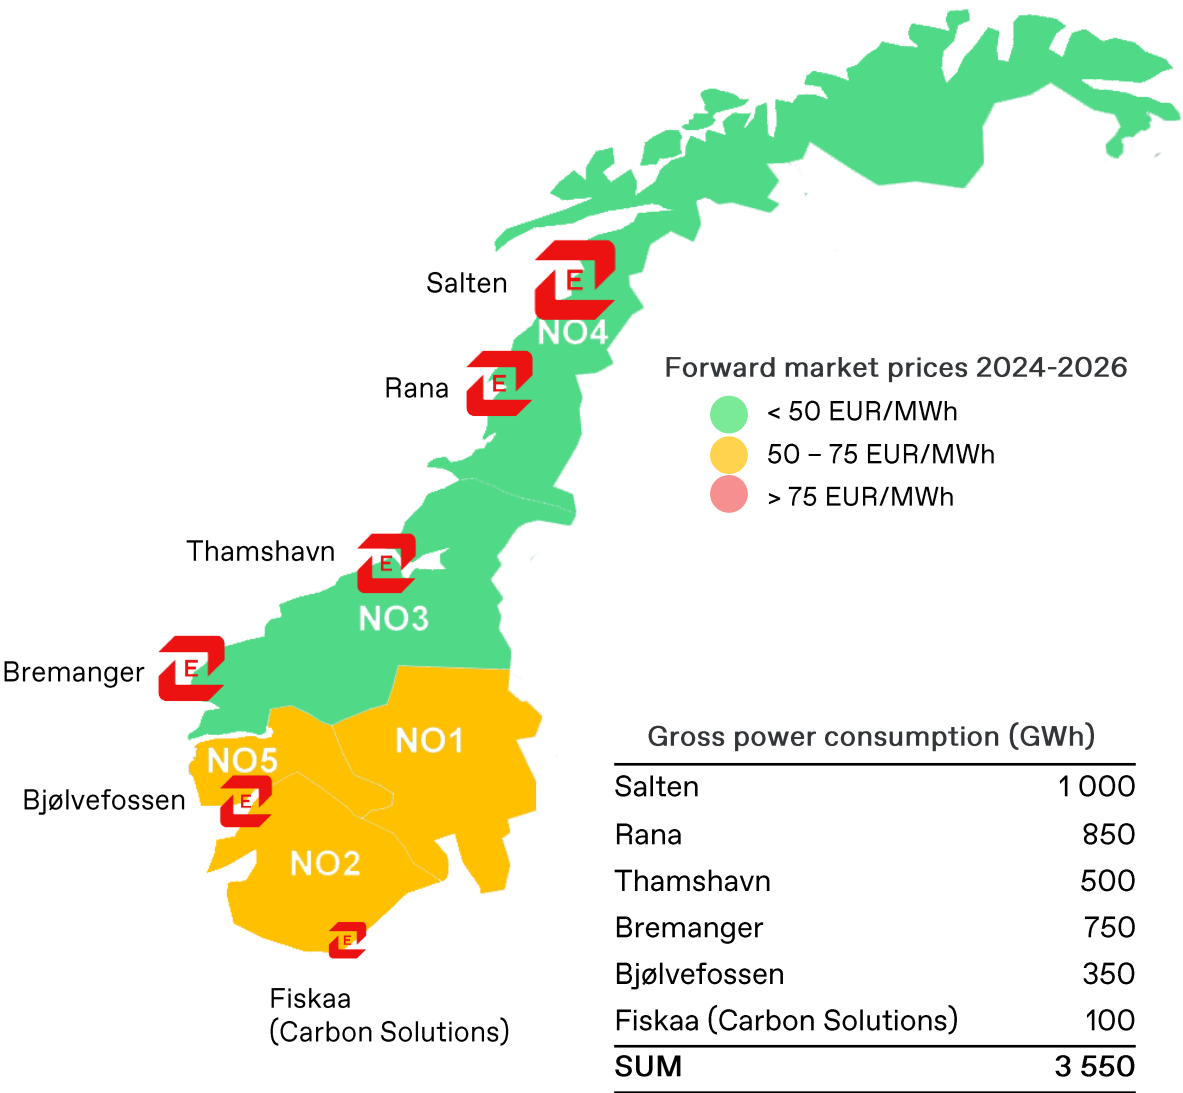 Salten
E
NO4
Rana
E
Forward market prices 2024-2026
< 50 EUR/MWh
50 – 75 EUR/MWh
> 75 EUR/MWh
Thamshavn
E
NO3
Bremanger
E
NO1
NO5
Bjølvefossen
E
NO2
E
Fiskaa
(Carbon Solutions)
Gross power consumption (GWh)
Salten 1 000
Rana 850
Thamshavn 500
Bremanger 750
Bjølvefossen 350
Fiskaa (Carbon Solutions) 100
SUM 3 550